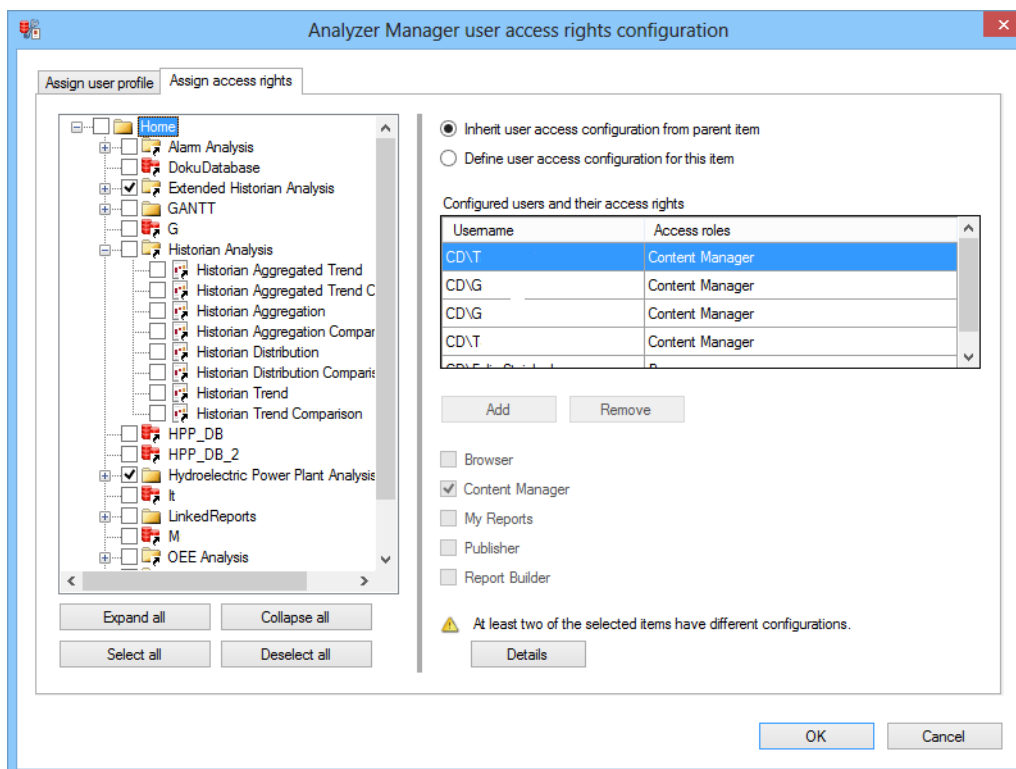 Analyzer Manager user access rights configuration
Assign user profile
Assign access rights
Home
Alarm Analysis
DokuDatabase
Extended Historian Analysis
GANTT
G
Historian Analysis
Historian Aggregated Trend
Historian Aggregated Trend C
Historian Aggregation
Historian Aggregation Compar
Historian Distribution
Historian Distribution Comparis
Historian Trend
Historian Trend Comparison
HPP_DB
HPP_DB_2
Hydroelectric Power Plant Analysis
It
LinkedReports
M
OEE Analysis
Expand all
Collapse all
Select all
Deselect all
Inherit user access configuration from parent item
Define user access configuration for this item
Configured users and their access rights
Username Access roles
CD\T Content Manager
CD\G Content Manager
CD\G Content Manager
CD\T Content Manager
Add
Remove
Browser
Content Manager
My Reports
Publisher
Report Builder
At least two of the selected items have different configurations.
Details
OK
Cancel